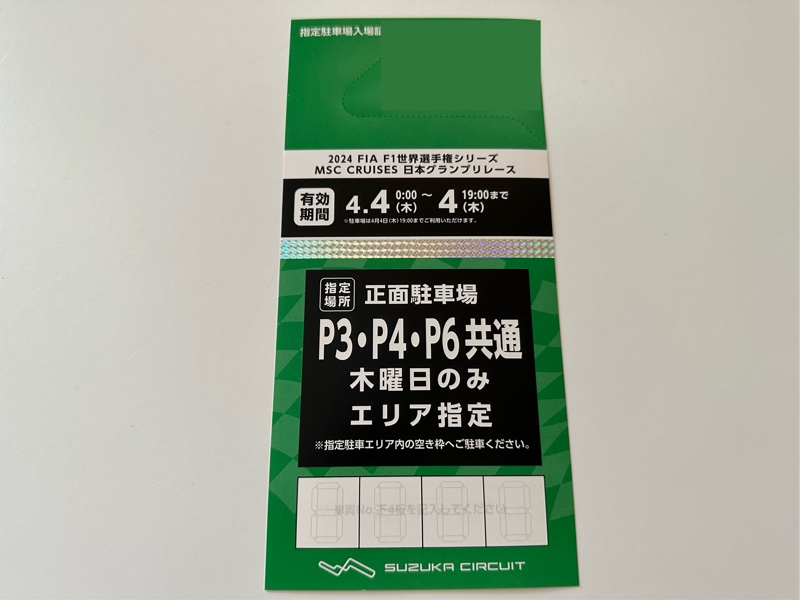 指定駐車場入場
2024 FIA F1世界選手権シリーズ
MSC CRUISES 日本グランプリレース
有効期間
4.4 0:00(木) ～ 4 19:00まで(木)
※駐車場は4月4日(木)19:00までご利用いただけます。
指定場所 正面駐車場
P3・P4・P6 共通
木曜日のみ
エリア指定
※指定駐車エリア内の空き枠へご駐車ください。
車両No.下4桁を記入してください
SUZUKA CIRCUIT